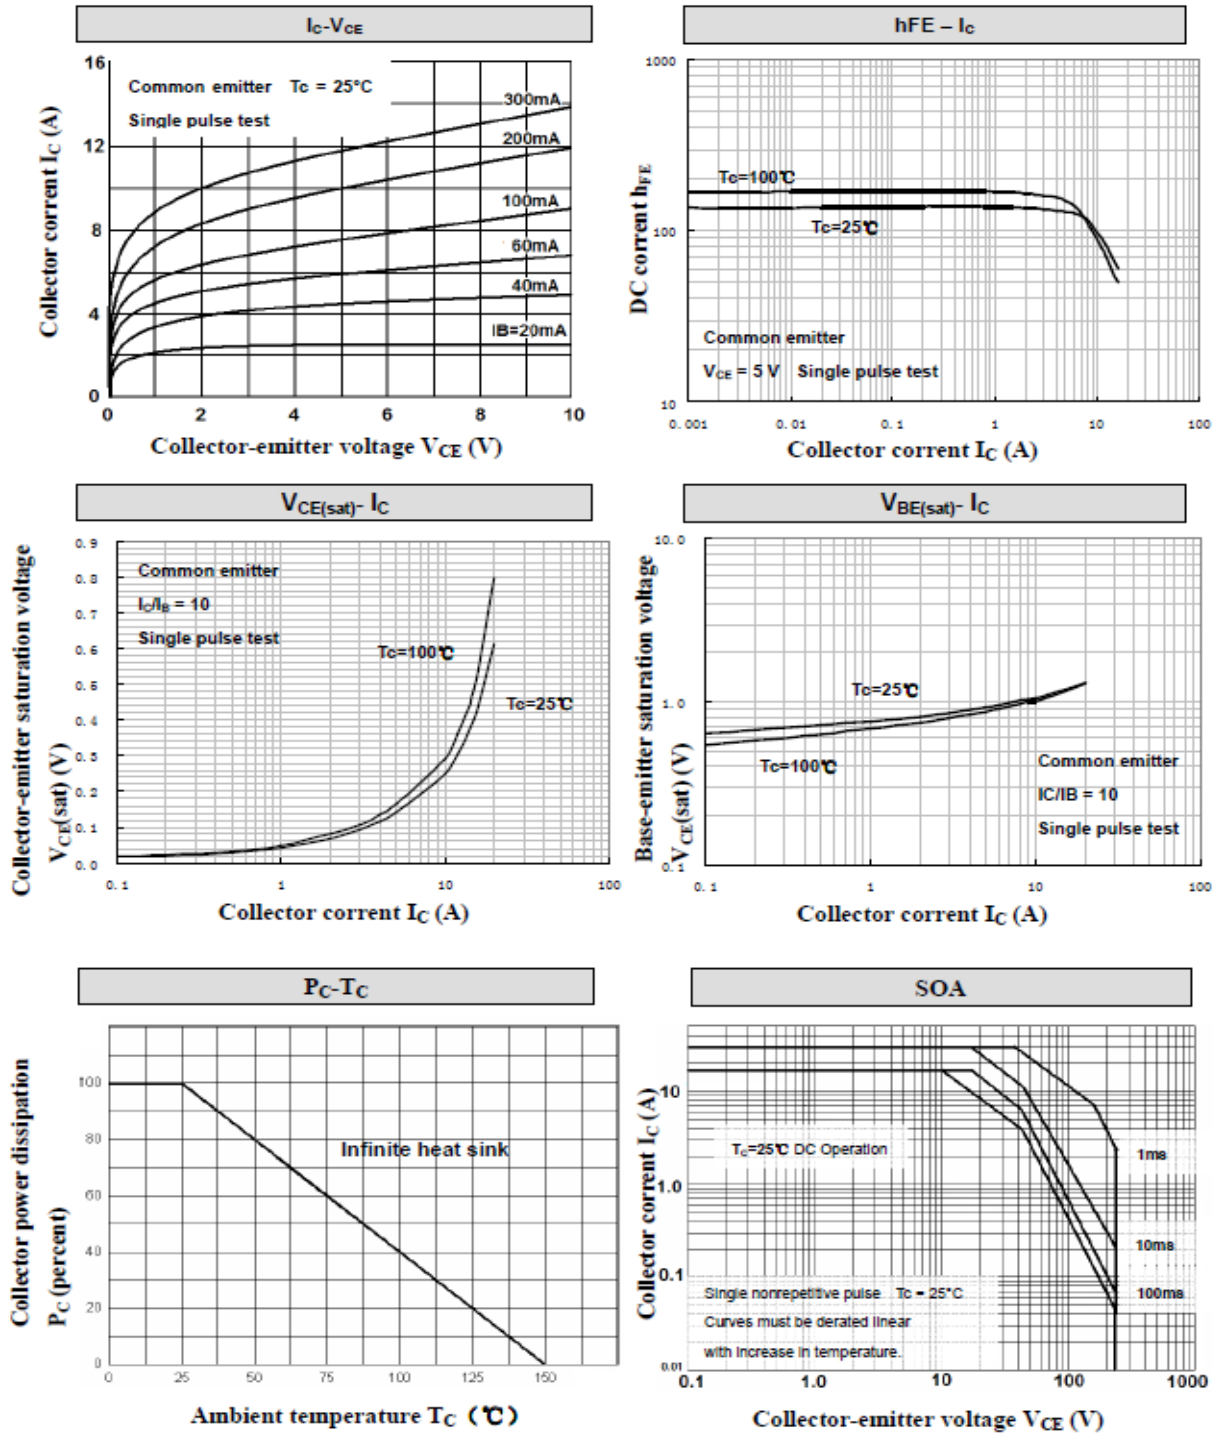 IC-VCE
16
12
8
4
0
Common emitter Tc = 25°C
Single pulse test
300mA
200mA
100mA
60mA
40mA
IB=20mA
0 2 4 6 8 10
Collector current IC (A)
Collector-emitter voltage VCE (V)
hFE – IC
1000
100
10
Tc=100℃
Tc=25℃
Common emitter
VCE = 5 V Single pulse test
0.001 0.01 0.1 1 10 100
DC current hFE
Collector current IC (A)
VCE(sat)- IC
0.9
0.8
0.7
0.6
0.5
0.4
0.3
0.2
0.1
0.0
Common emitter
IC/IB = 10
Single pulse test
Tc=100℃
Tc=25℃
0.1 1 10 100
Collector-emitter saturation voltage
VCE(sat) (V)
Collector current IC (A)
VBE(sat)- IC
10.0
1.0
0.1
Tc=25℃
Tc=100℃
Common emitter
IC/IB = 10
Single pulse test
0.1 1 10 100
Base-emitter saturation voltage
VCE(sat) (V)
Collector current IC (A)
PC-TC
100
80
60
40
20
0
Infinite heat sink
0 25 50 75 100 125 150
Collector power dissipation
PC (percent)
Ambient temperature TC (℃)
SOA
10
1.0
0.1
0.01
TC=25℃ DC Operation
1ms
10ms
100ms
Single nonrepetitive pulse Tc = 25°C
Curves must be derated linear
with increase in temperature.
0.1 1.0 10 100 1000
Collector current IC (A)
Collector-emitter voltage VCE (V)